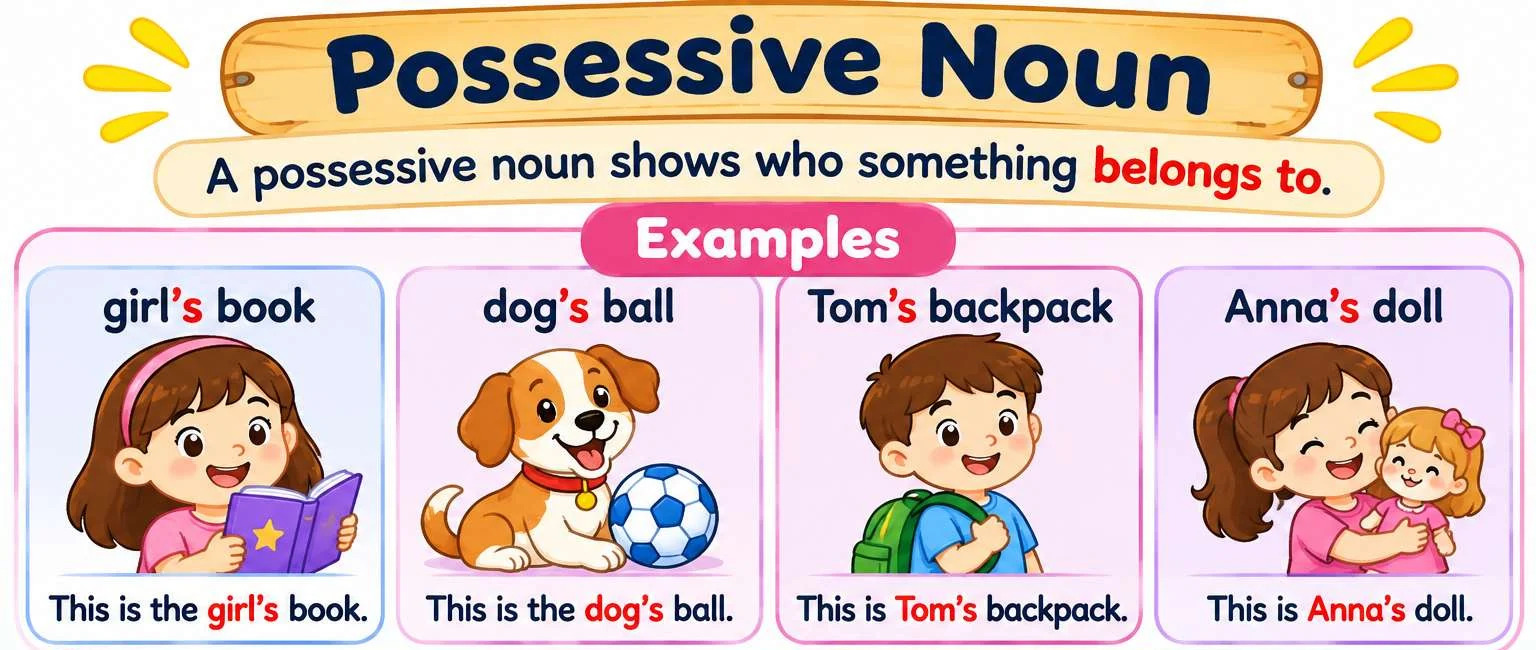 Possessive Noun
A possessive noun shows who something belongs to.
Examples
girl’s book
dog’s ball
Tom’s backpack
Anna’s doll
This is the girl’s book.
This is the dog’s ball.
This is Tom’s backpack.
This is Anna’s doll.